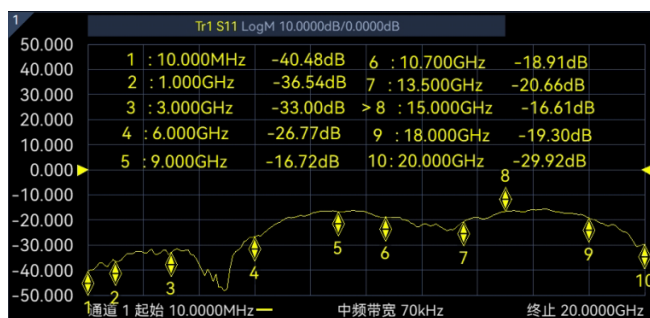 1
Tr1 S11 LogM 10.0000dB/0.0000dB
50.000
40.000
30.000
20.000
10.000
0.000
-10.000
-20.000
-30.000
-40.000
-50.000
1 : 10.000MHz -40.48dB 6 : 10.700GHz -18.91dB
2 : 1.000GHz -36.54dB 7 : 13.500GHz -20.66dB
3 : 3.000GHz -33.00dB >8 : 15.000GHz -16.61dB
4 : 6.000GHz -26.77dB 9 : 18.000GHz -19.30dB
5 : 9.000GHz -16.72dB 10: 20.000GHz -29.92dB
8
5 6 7 4 9
1 2 3 10
通道 1 起始 10.0000MHz 中频带宽 70kHz 终止 20.0000GHz